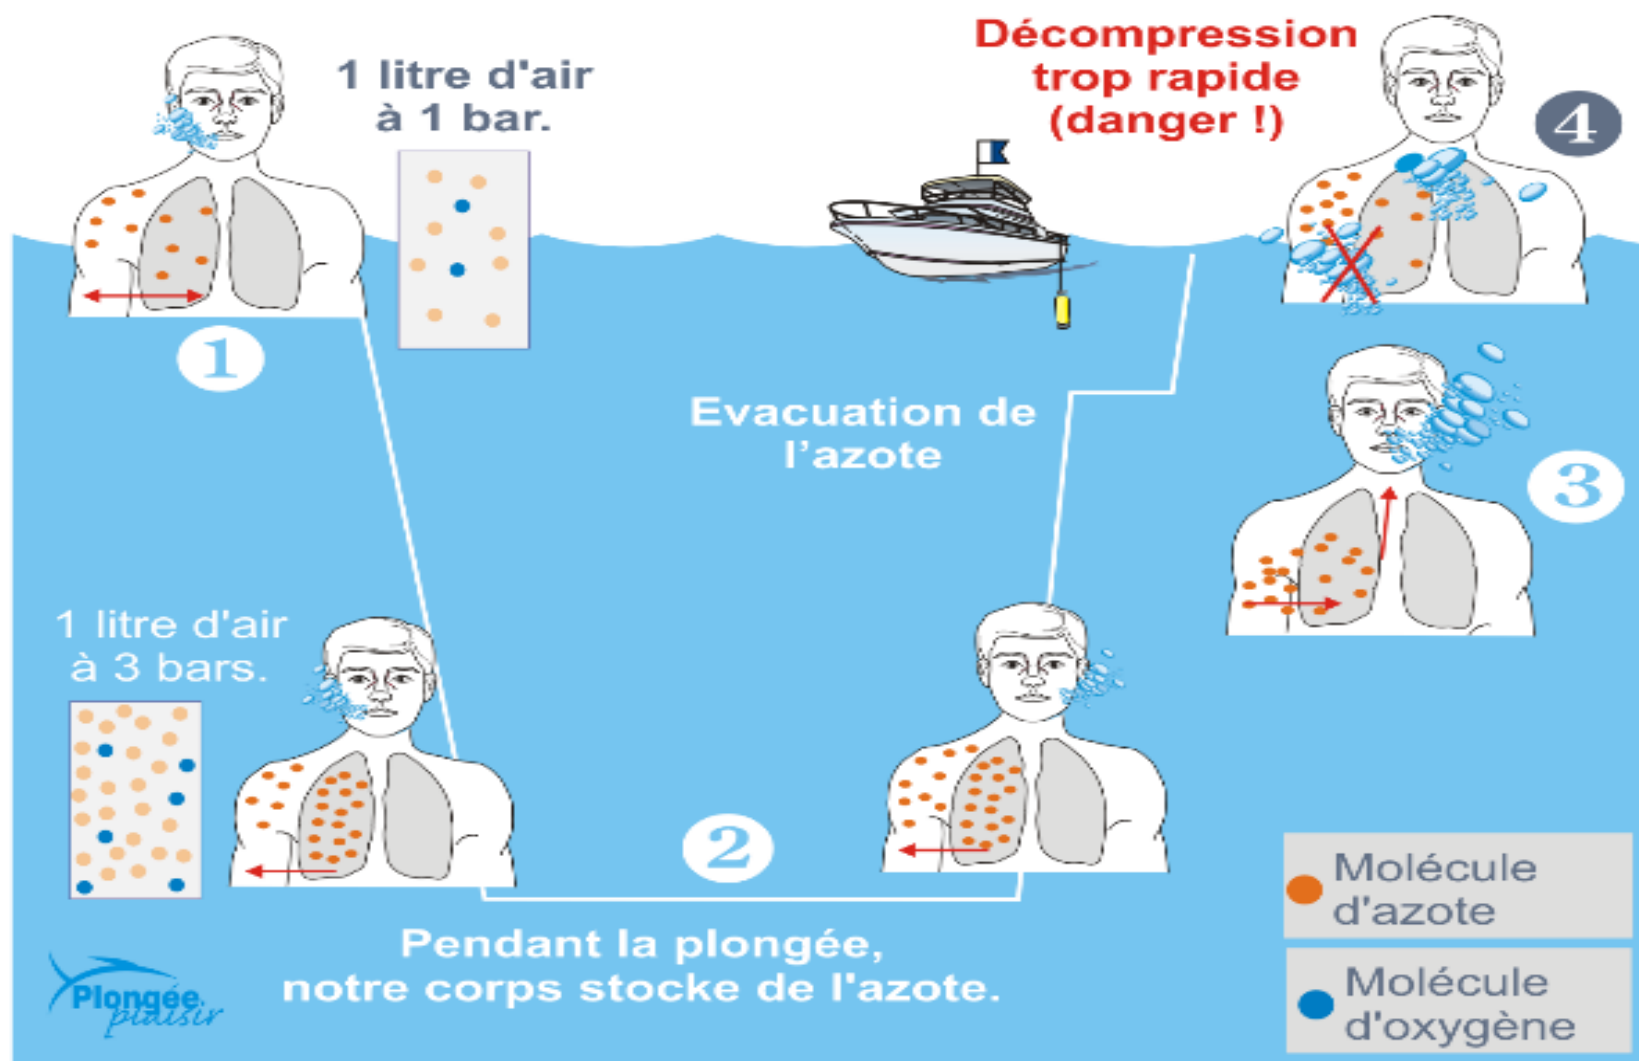 1 litre d'air
à 1 bar.
Décompression
trop rapide
(danger !)
4
1
Evacuation de
l’azote
3
1 litre d'air
à 3 bars.
2
Pendant la plongée,
notre corps stocke de l'azote.
Molécule
d'azote
Molécule
d'oxygène
Plongée
plaisir